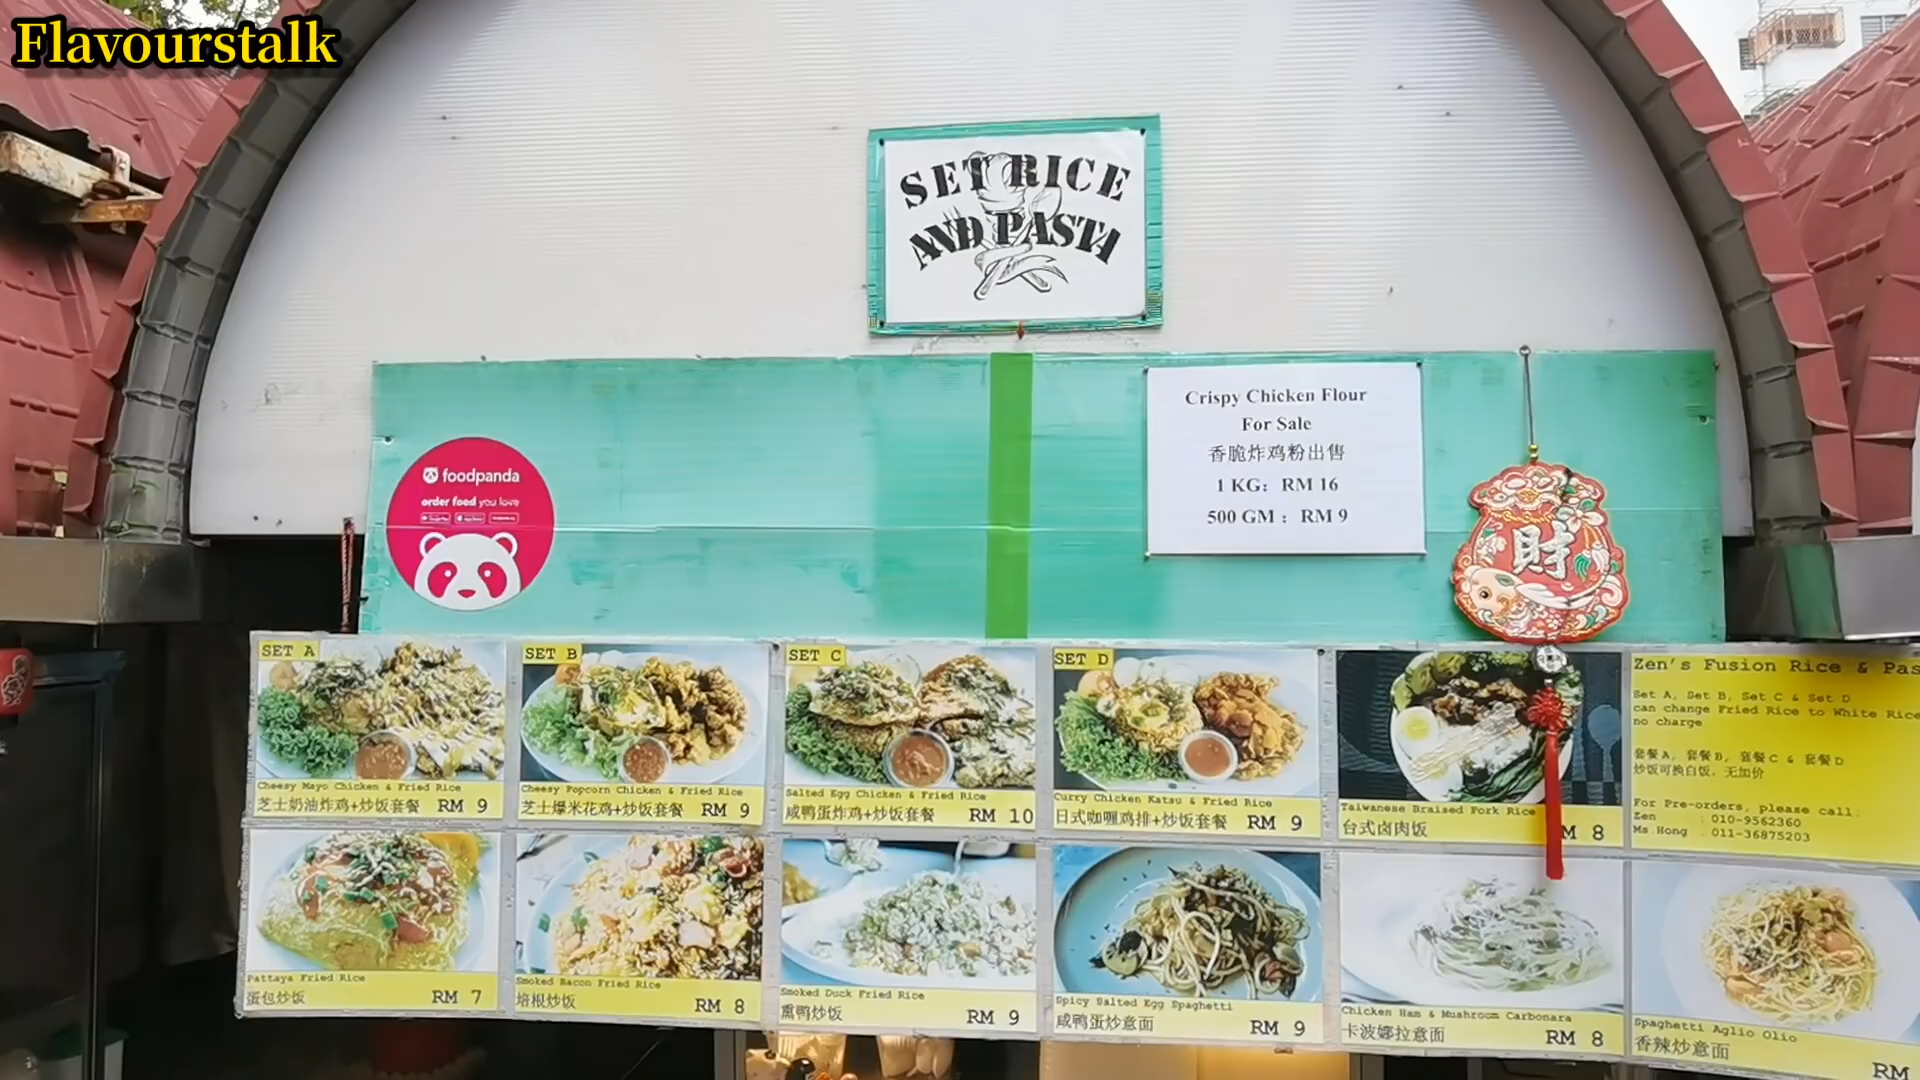 Flavourstalk
SET RICE
AND PASTA
foodpanda
order food you love
Crispy Chicken Flour
For Sale
香脆炸鸡粉出售
1 KG: RM 16
500 GM : RM 9
財
SET A
Cheesy Mayo Chicken & Fried Rice
芝士奶油炸鸡+炒饭套餐 RM 9
SET B
Cheesy Popcorn Chicken & Fried Rice
芝士爆米花鸡+炒饭套餐 RM 9
SET C
Salted Egg Chicken & Fried Rice
咸鸭蛋炸鸡+炒饭套餐 RM 10
SET D
Curry Chicken Katsu & Fried Rice
日式咖喱鸡排+炒饭套餐 RM 9
Taiwanese Braised Pork Rice
台式卤肉饭 M 8
Zen's Fusion Rice & Pas
Set A, Set B, Set C & Set D
can change Fried Rice to White Rice
no charge
套餐A, 套餐B, 套餐C & 套餐D
炒饭可换白饭, 无加价
For Pre-orders, please call:
Zen : 010-9562360
Ms Hong : 011-36875203
Pattaya Fried Rice
蛋包炒饭 RM 7
Smoked Bacon Fried Rice
培根炒饭 RM 8
Smoked Duck Fried Rice
熏鸭炒饭 RM 9
Spicy Salted Egg Spaghetti
咸鸭蛋炒意面 RM 9
Chicken Ham & Mushroom Carbonara
卡波娜拉意面 RM 8
Spaghetti Aglio Olio
香辣炒意面 RM